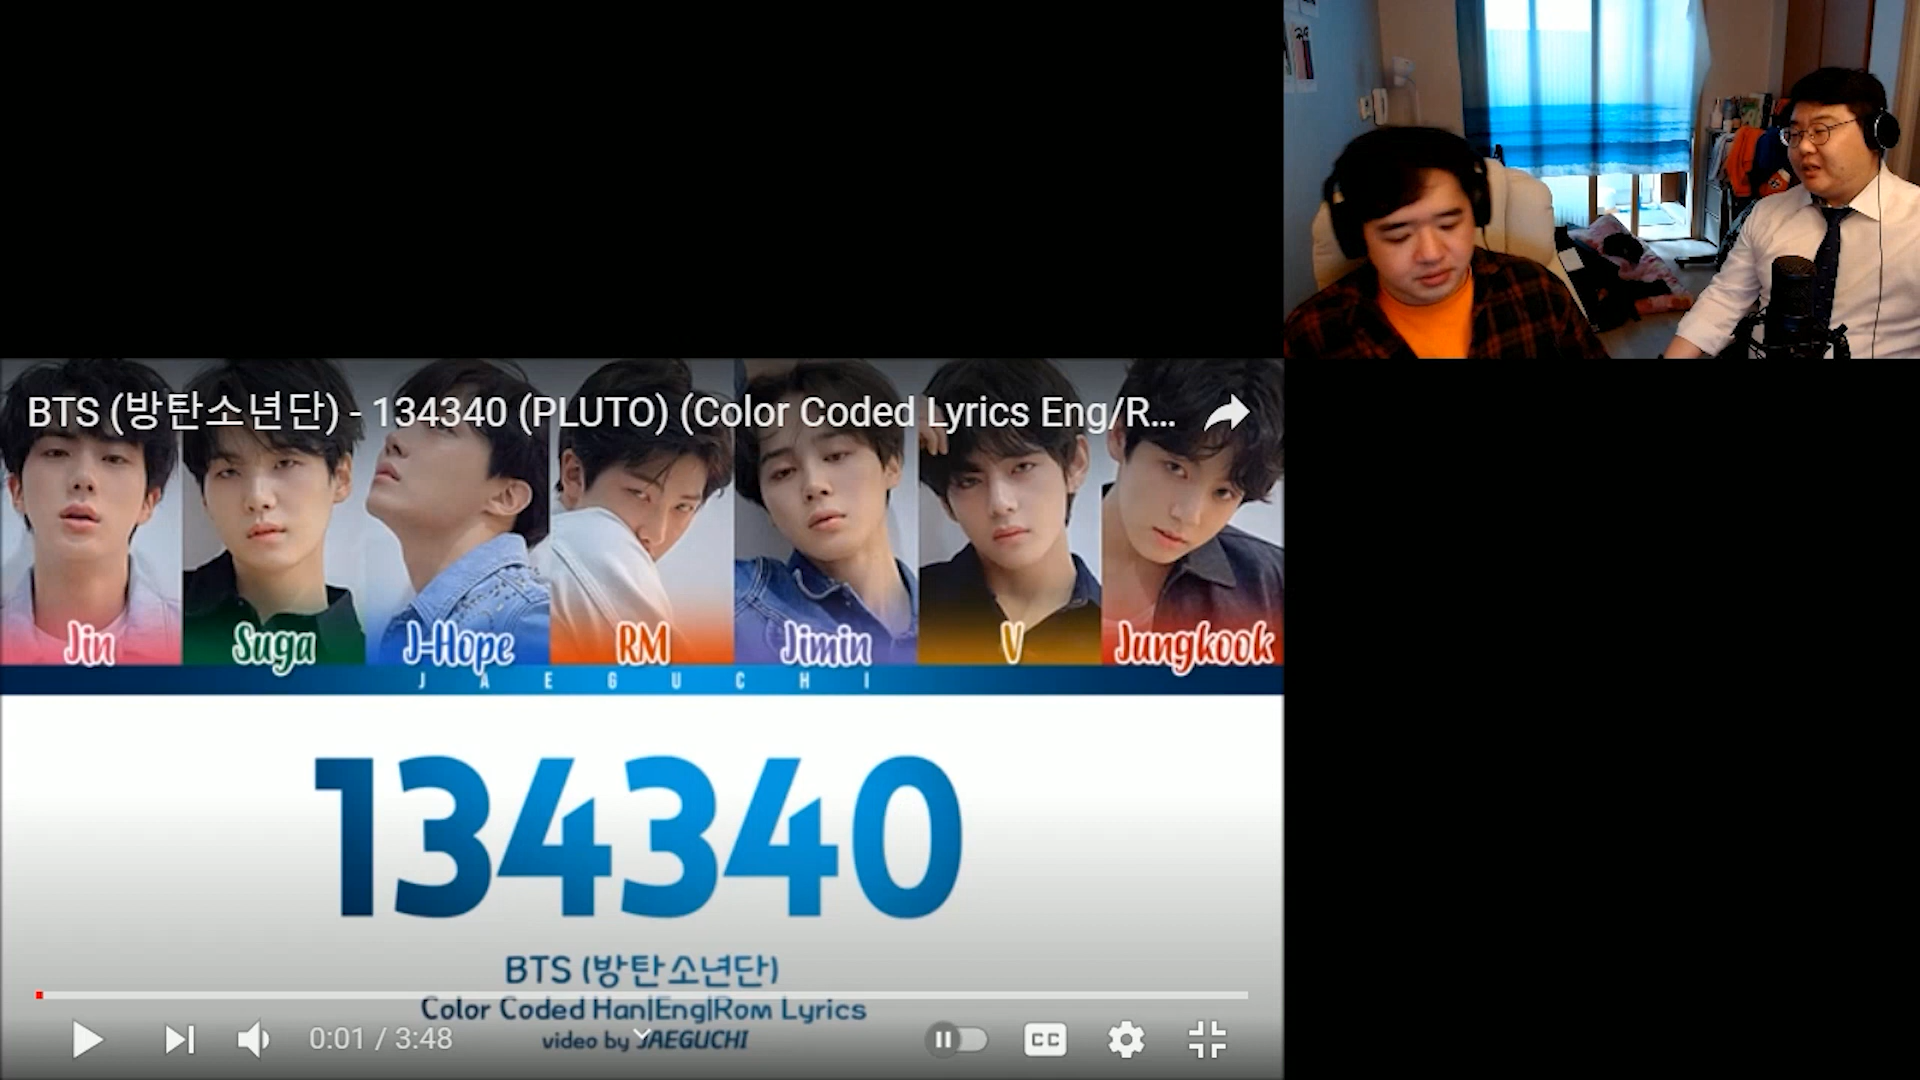 BTS (방탄소년단) - 134340 (PLUTO) (Color Coded Lyrics Eng/R...
Jin Suga J-Hope RM Jimin V Jungkook
JAEGUCHI
134340
BTS (방탄소년단)
Color Coded Han|Eng|Rom Lyrics
video by JAEGUCHI
0:01 / 3:48
CC